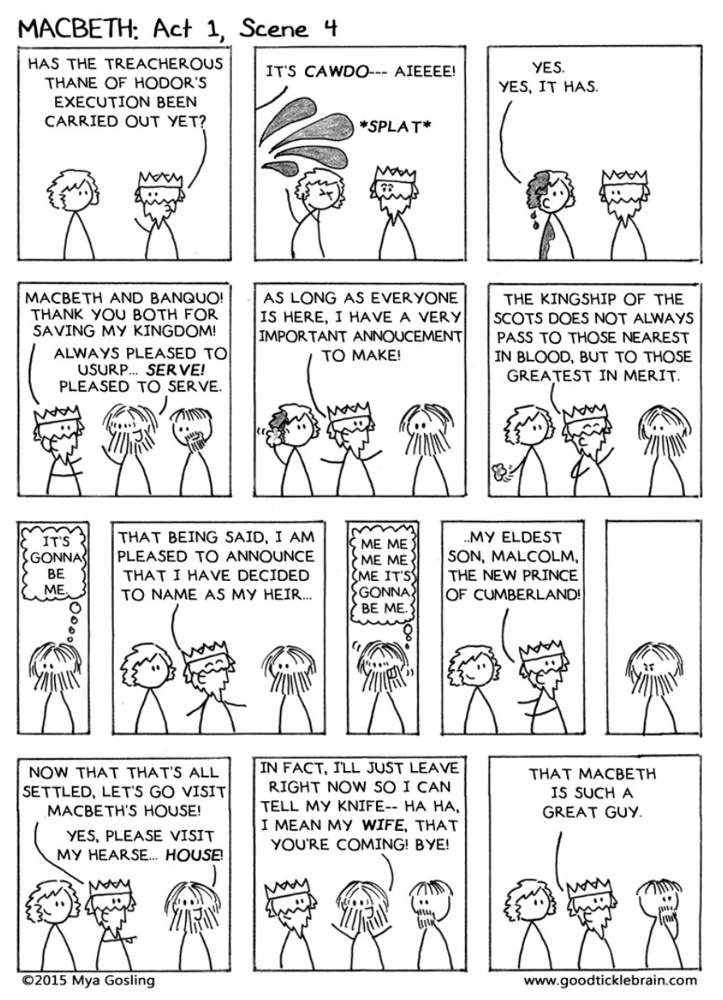 MACBETH: Act 1, Scene 4
HAS THE TREACHEROUS
THANE OF HODOR'S
EXECUTION BEEN
CARRIED OUT YET?
IT'S CAWDO--- AIEEEE!
*SPLAT*
YES.
YES, IT HAS.
MACBETH AND BANQUO!
THANK YOU BOTH FOR
SAVING MY KINGDOM!
ALWAYS PLEASED TO
USURP... SERVE!
PLEASED TO SERVE.
AS LONG AS EVERYONE
IS HERE, I HAVE A VERY
IMPORTANT ANNOUCEMENT
TO MAKE!
THE KINGSHIP OF THE
SCOTS DOES NOT ALWAYS
PASS TO THOSE NEAREST
IN BLOOD, BUT TO THOSE
GREATEST IN MERIT.
IT'S
GONNA
BE
ME.
THAT BEING SAID, I AM
PLEASED TO ANNOUNCE
THAT I HAVE DECIDED
TO NAME AS MY HEIR...
ME ME
ME ME
ME IT'S
GONNA
BE ME.
...MY ELDEST
SON, MALCOLM,
THE NEW PRINCE
OF CUMBERLAND!
NOW THAT THAT'S ALL
SETTLED, LET'S GO VISIT
MACBETH'S HOUSE!
YES, PLEASE VISIT
MY HEARSE... HOUSE!
IN FACT, I'LL JUST LEAVE
RIGHT NOW SO I CAN
TELL MY KNIFE-- HA HA,
I MEAN MY WIFE, THAT
YOU'RE COMING! BYE!
THAT MACBETH
IS SUCH A
GREAT GUY.
©2015 Mya Gosling
www.goodticklebrain.com